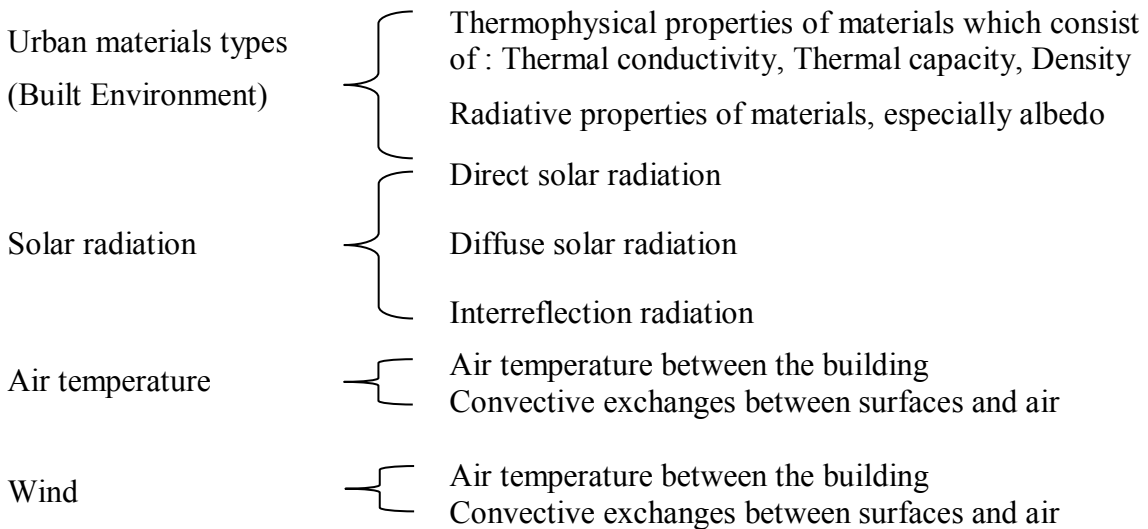 Urban materials types
(Built Environment)
Thermophysical properties of materials which consist
of : Thermal conductivity, Thermal capacity, Density
Radiative properties of materials, especially albedo
Solar radiation
Direct solar radiation
Diffuse solar radiation
Interreflection radiation
Air temperature
Air temperature between the building
Convective exchanges between surfaces and air
Wind
Air temperature between the building
Convective exchanges between surfaces and air